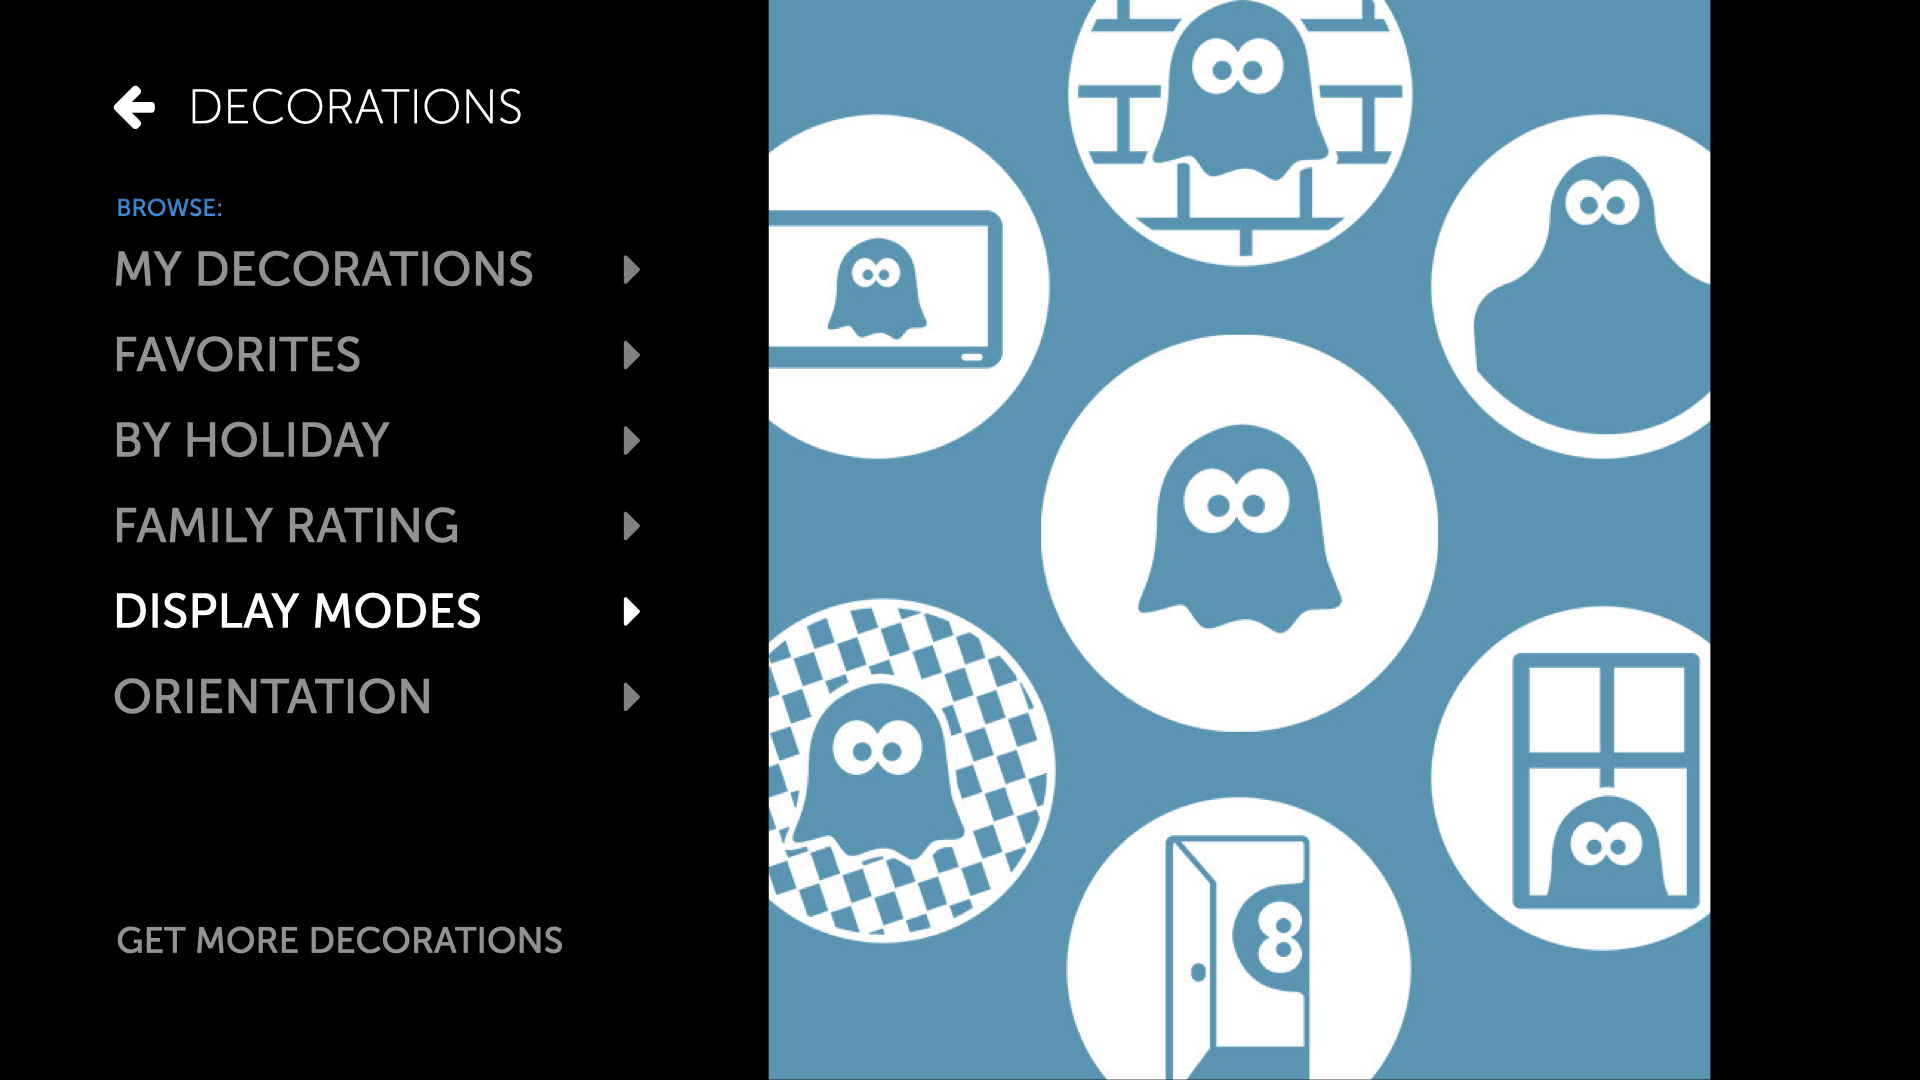 DECORATIONS
BROWSE:
MY DECORATIONS
FAVORITES
BY HOLIDAY
FAMILY RATING
DISPLAY MODES
ORIENTATION
GET MORE DECORATIONS